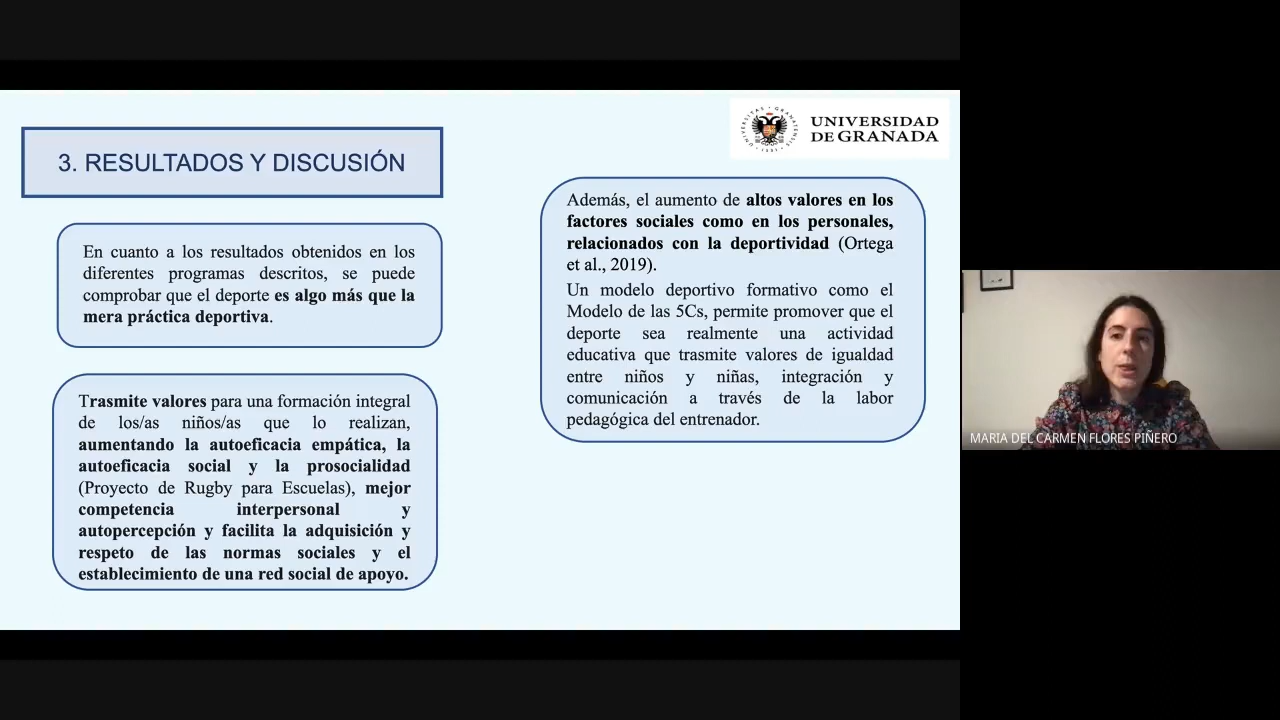 UNIVERSIDAD
DE GRANADA
3. RESULTADOS Y DISCUSIÓN
En cuanto a los resultados obtenidos en los
diferentes programas descritos, se puede
comprobar que el deporte es algo más que la
mera práctica deportiva.
Trasmite valores para una formación integral
de los/as niños/as que lo realizan,
aumentando la autoeficacia empática, la
autoeficacia social y la prosocialidad
(Proyecto de Rugby para Escuelas), mejor
competencia interpersonal y
autopercepción y facilita la adquisición y
respeto de las normas sociales y el
establecimiento de una red social de apoyo.
Además, el aumento de altos valores en los
factores sociales como en los personales,
relacionados con la deportividad (Ortega
et al., 2019).
Un modelo deportivo formativo como el
Modelo de las 5Cs, permite promover que el
deporte sea realmente una actividad
educativa que trasmite valores de igualdad
entre niños y niñas, integración y
comunicación a través de la labor
pedagógica del entrenador.
MARIA DEL CARMEN FLORES PIÑERO